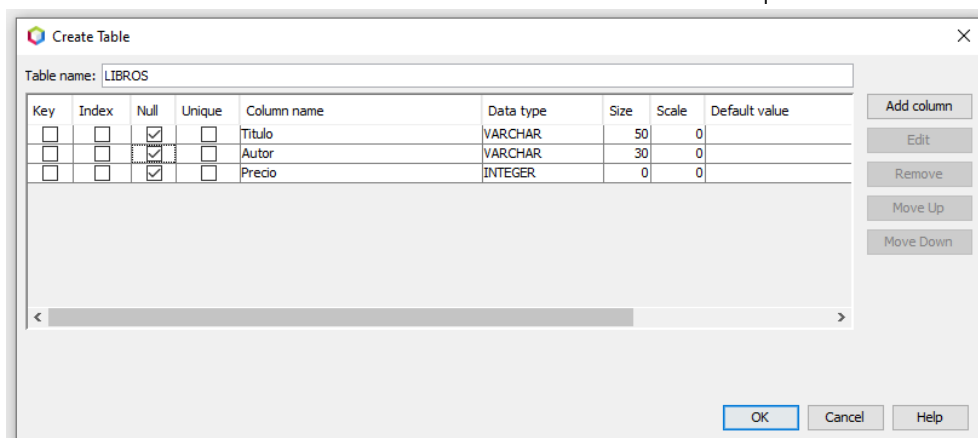 Create Table
Table name: LIBROS
Key Index Null Unique Column name Data type Size Scale Default value
Titulo VARCHAR 50 0
Autor VARCHAR 30 0
Precio INTEGER 0 0
Add column
Edit
Remove
Move Up
Move Down
OK Cancel Help